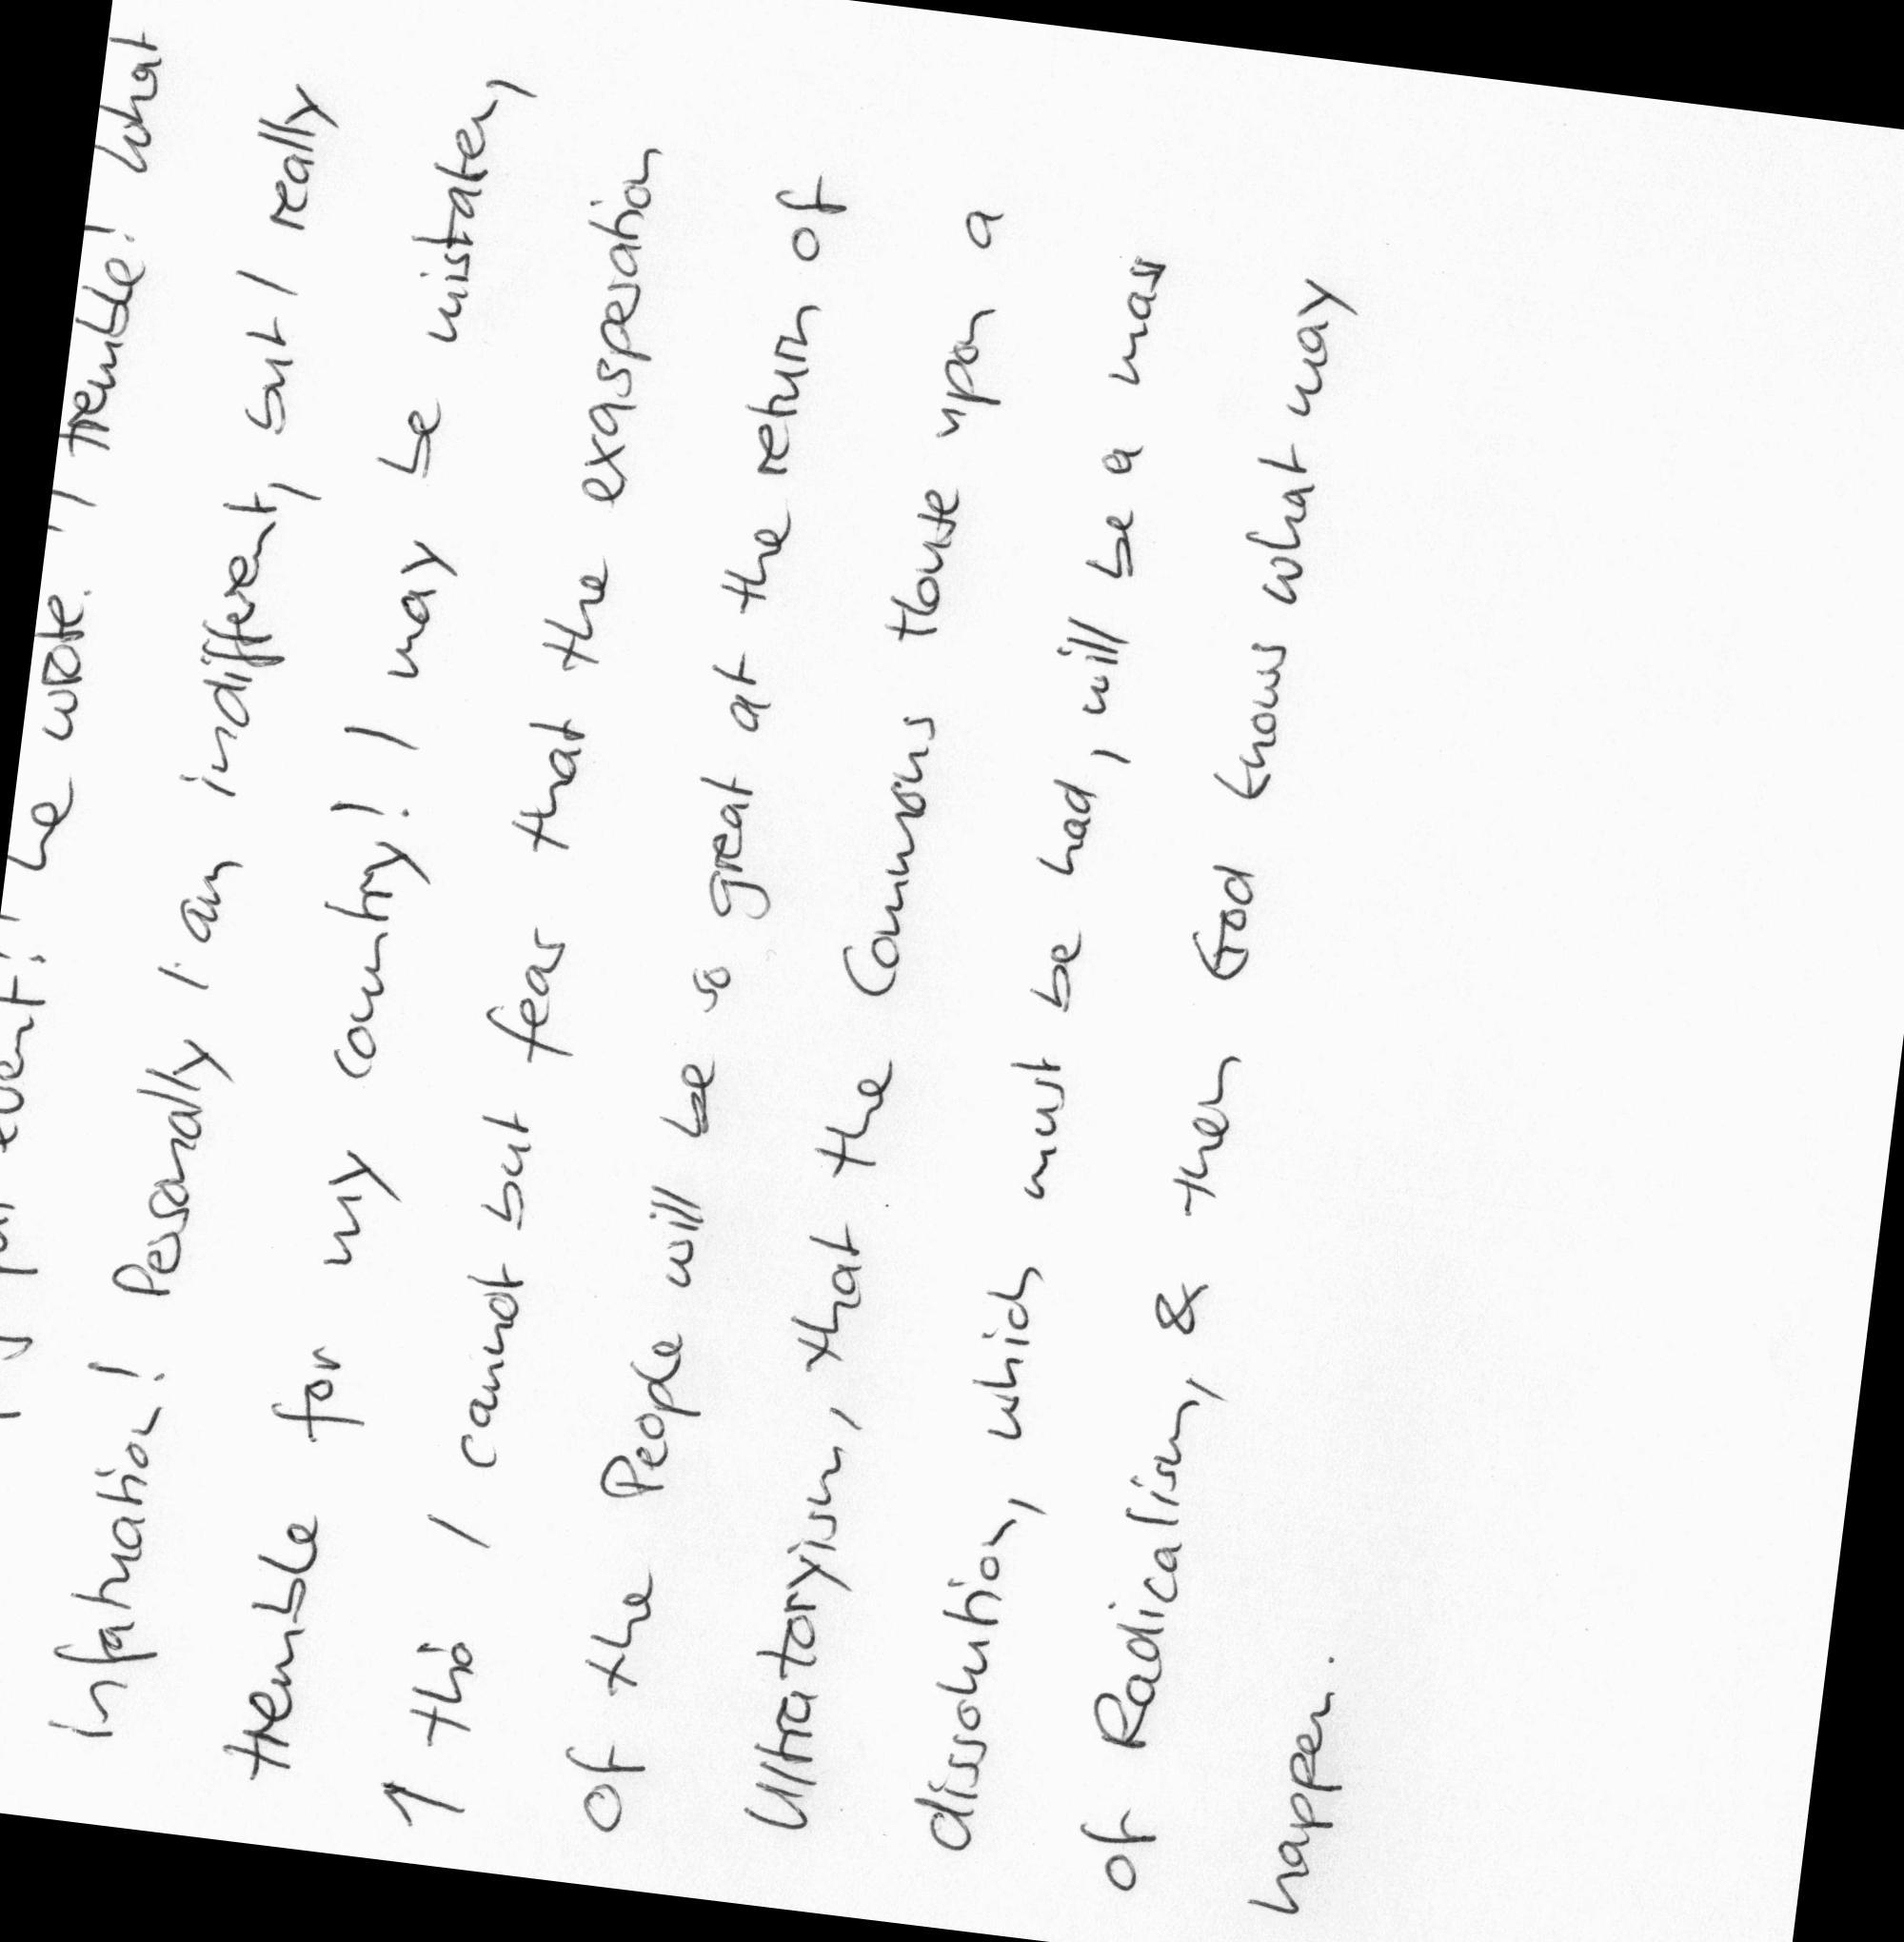 event! ' he wrote. ' I tremble! What
Infatuation! Personally I am indifferent, but I really
tremble for my country! I may be mistaken,
1 thio I cannot but fear that the exasperation
of the People will be so great at the return of
Ultratoryism, that the Commons House upon a
dissolution, which must be had, will be a mass
of Radicalism, & then God knows what may
happen.